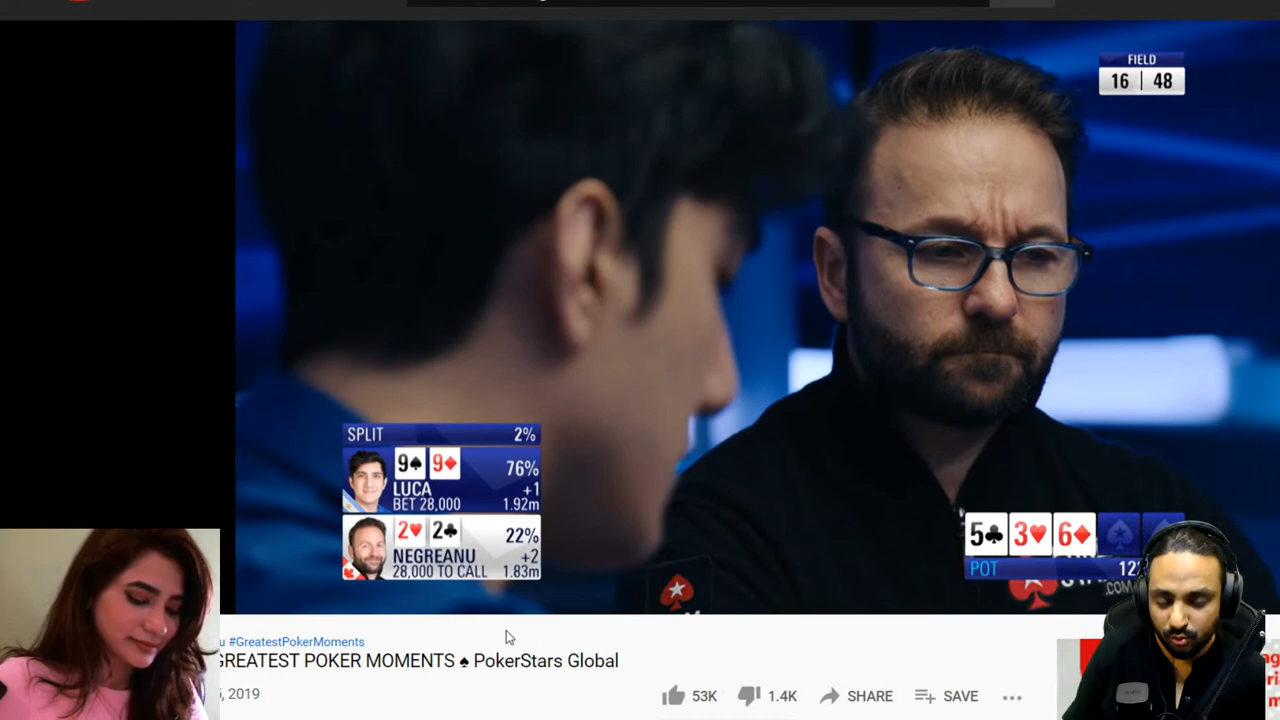 FIELD
16 | 48
SPLIT 2%
9♠ 9♦ 76%
LUCA +1
BET 28,000 1.92m
2♥ 2♣ 22%
NEGREANU +2
28,000 TO CALL 1.83m
5♣ 3♥ 6♦
POT
.COM
#GreatestPokerMoments
GREATEST POKER MOMENTS ♠ PokerStars Global
, 2019
53K 1.4K SHARE SAVE